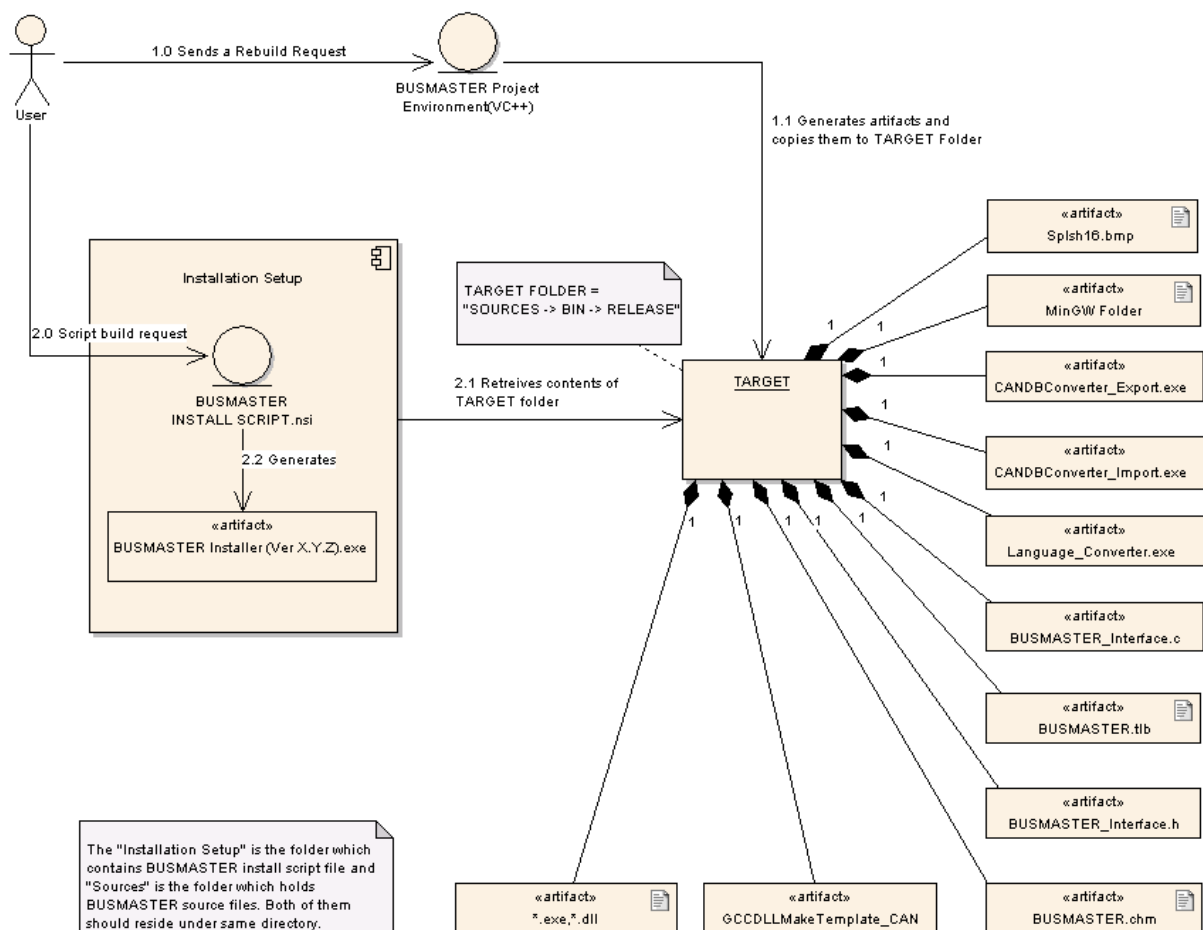 1.0 Sends a Rebuild Request
User
BUSMASTER Project
Environment(VC++)
1.1 Generates artifacts and
copies them to TARGET Folder
Installation Setup
2.0 Script build request
BUSMASTER
INSTALL SCRIPT.nsi
2.2 Generates
«artifact»
BUSMASTER Installer (Ver X.Y.Z).exe
TARGET FOLDER =
"SOURCES -> BIN -> RELEASE"
2.1 Retreives contents of
TARGET folder
TARGET
1
1
1
1
1
1
1
1
1
1
1
«artifact»
Splsh16.bmp
«artifact»
MinGW Folder
«artifact»
CANDBConverter_Export.exe
«artifact»
CANDBConverter_Import.exe
«artifact»
Language_Converter.exe
«artifact»
BUSMASTER_Interface.c
«artifact»
BUSMASTER.tlb
«artifact»
BUSMASTER_Interface.h
«artifact»
BUSMASTER.chm
«artifact»
GCCDLLMakeTemplate_CAN
«artifact»
*.exe,*.dll
The "Installation Setup" is the folder which
contains BUSMASTER install script file and
"Sources" is the folder which holds
BUSMASTER source files. Both of them
should reside under same directory.